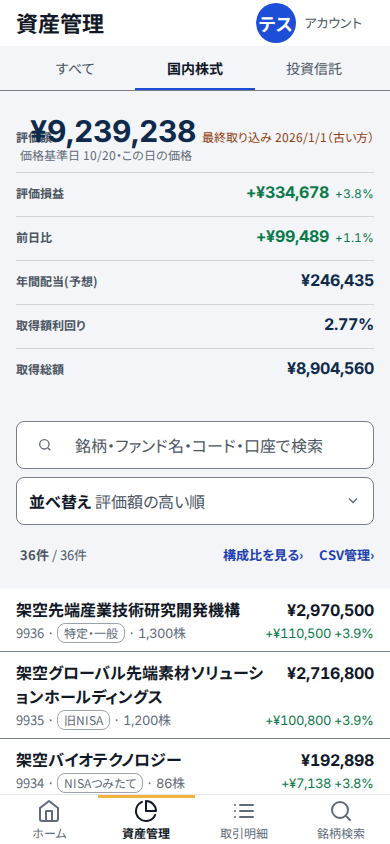 資産管理
テス アカウント
すべて 国内株式 投資信託
評価額 ¥9,239,238 最終取り込み 2026/1/1(古い方)
価格基準日 10/20・この日の価格
評価損益 +¥334,678 +3.8%
前日比 +¥99,489 +1.1%
年間配当(予想) ¥246,435
取得額利回り 2.77%
取得総額 ¥8,904,560
銘柄・ファンド名・コード・口座で検索
並べ替え 評価額の高い順
36件 / 36件 構成比を見る› CSV管理›
架空先端産業技術研究開発機構 ¥2,970,500
9936 · 特定・一般 · 1,300株 +¥110,500 +3.9%
架空グローバル先端素材ソリューシ ¥2,716,800
ョンホールディングス
9935 · 旧NISA · 1,200株 +¥100,800 +3.9%
架空バイオテクノロジー ¥192,898
9934 · NISAつみたて · 86株 +¥7,138 +3.8%
ホーム 資産管理 取引明細 銘柄検索